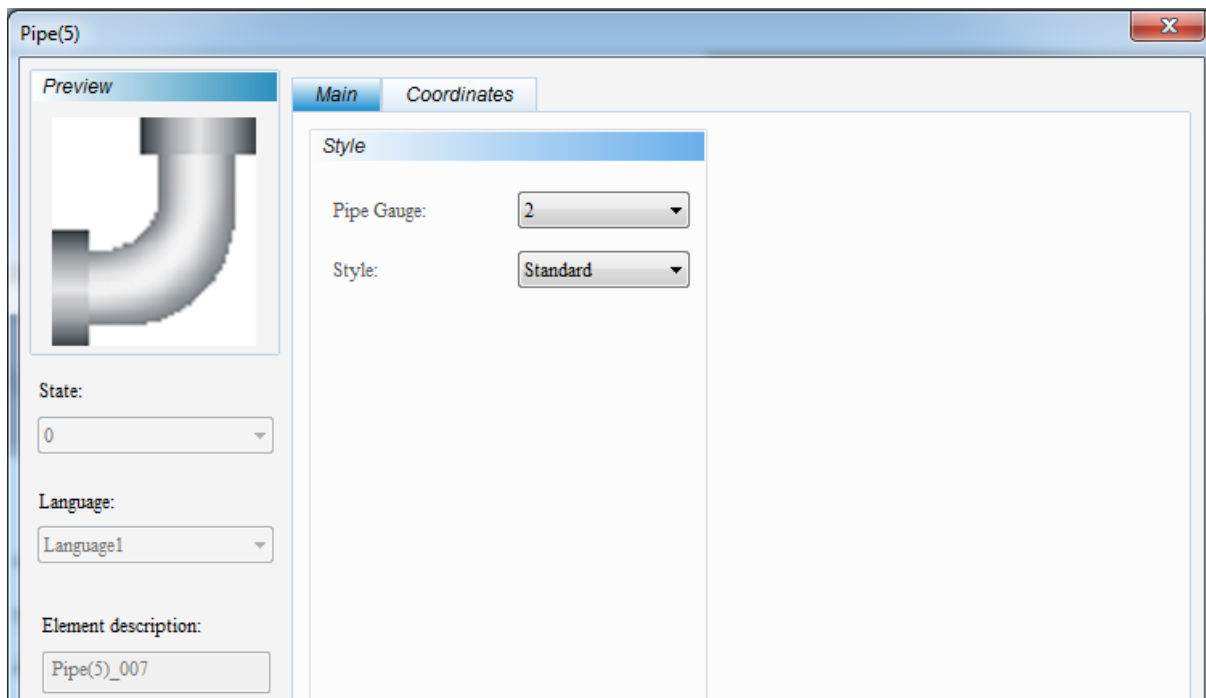 Pipe(5)
Preview
Main
Coordinates
Style
Pipe Gauge:
2
Style:
Standard
State:
0
Language:
Language1
Element description:
Pipe(5)_007